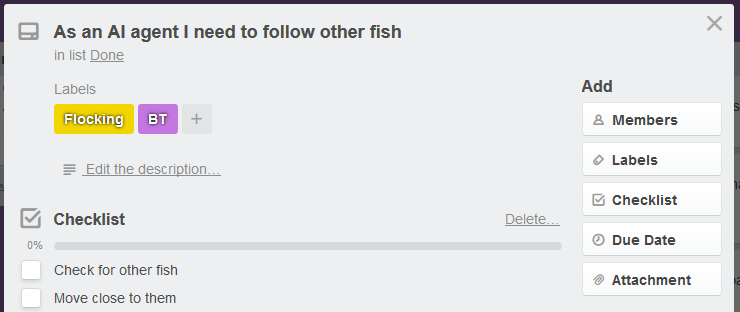 As an AI agent I need to follow other fish
in list Done
Labels
Flocking BT +
Edit the description…
Checklist Delete…
0%
Check for other fish
Move close to them
Add
Members
Labels
Checklist
Due Date
Attachment